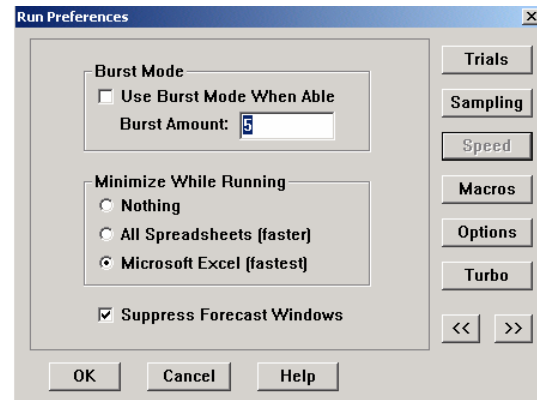 Run Preferences
Burst Mode
Use Burst Mode When Able
Burst Amount: 5
Minimize While Running
Nothing
All Spreadsheets (faster)
Microsoft Excel (fastest)
Suppress Forecast Windows
OK Cancel Help
Trials
Sampling
Speed
Macros
Options
Turbo
<< >>